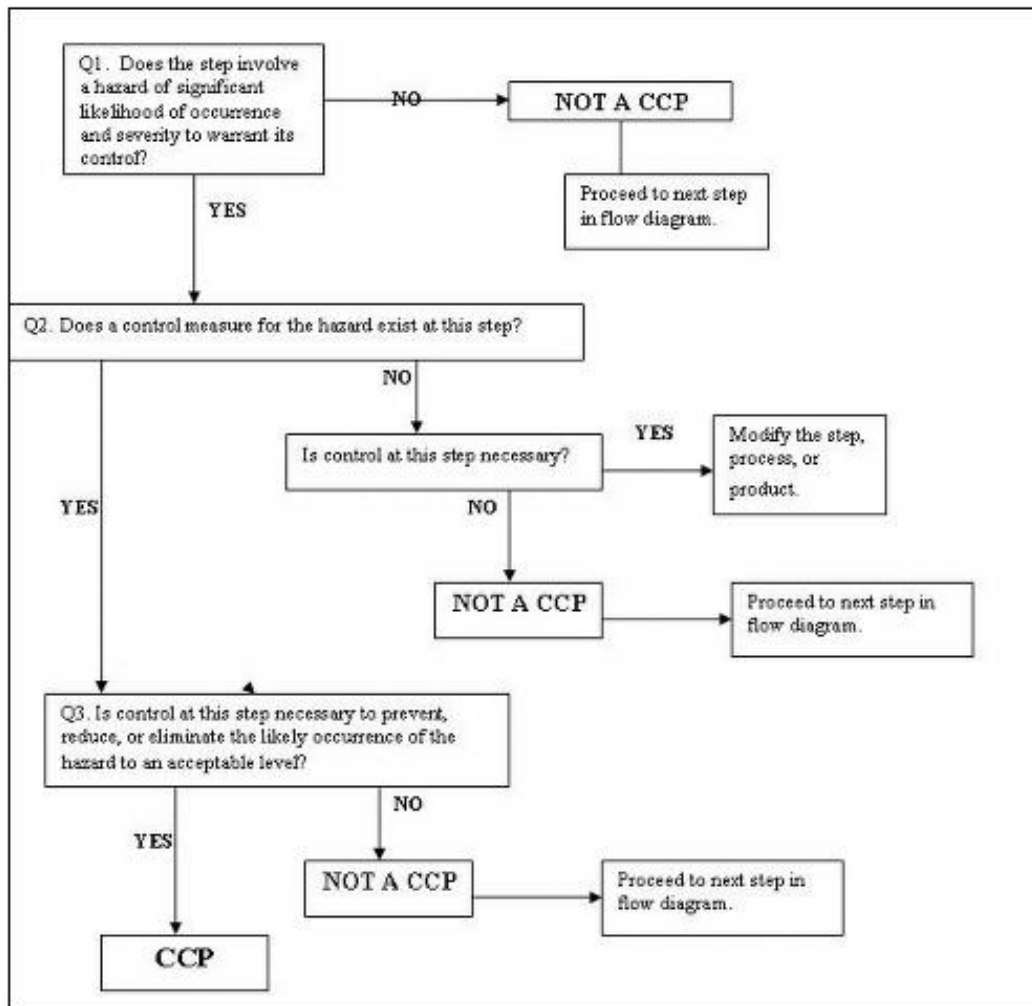 Q1. Does the step involve
a hazard of significant
likelihood of occurrence
and severity to warrant its
control?
NO
NOT A CCP
Proceed to next step
in flow diagram.
YES
Q2. Does a control measure for the hazard exist at this step?
NO
Is control at this step necessary?
YES
Modify the step,
process, or
product.
YES
NO
NOT A CCP
Proceed to next step in
flow diagram.
Q3. Is control at this step necessary to prevent,
reduce, or eliminate the likely occurrence of the
hazard to an acceptable level?
NO
YES
NOT A CCP
Proceed to next step in
flow diagram.
CCP